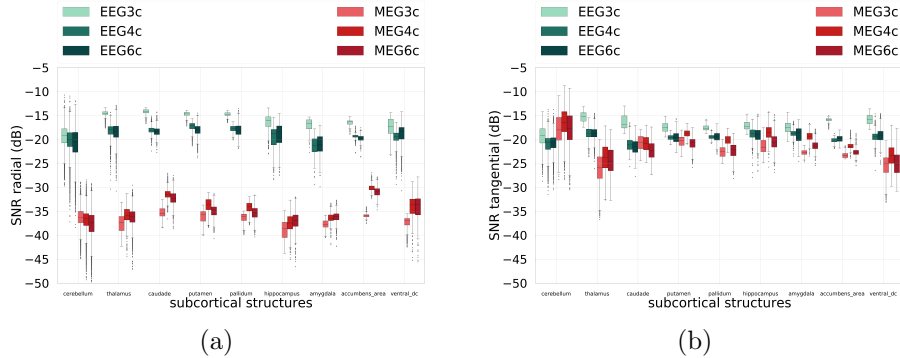 EEG3c
EEG4c
EEG6c
MEG3c
MEG4c
MEG6c
SNR radial (dB)
−5
−10
−15
−20
−25
−30
−35
−40
−45
−50
cerebellum thalamus caudade putamen pallidum hippocampus amygdala accumbens_area ventral_dc
subcortical structures
(a)
EEG3c
EEG4c
EEG6c
MEG3c
MEG4c
MEG6c
SNR tangential (dB)
−5
−10
−15
−20
−25
−30
−35
−40
−45
−50
cerebellum thalamus caudade putamen pallidum hippocampus amygdala accumbens_area ventral_dc
subcortical structures
(b)